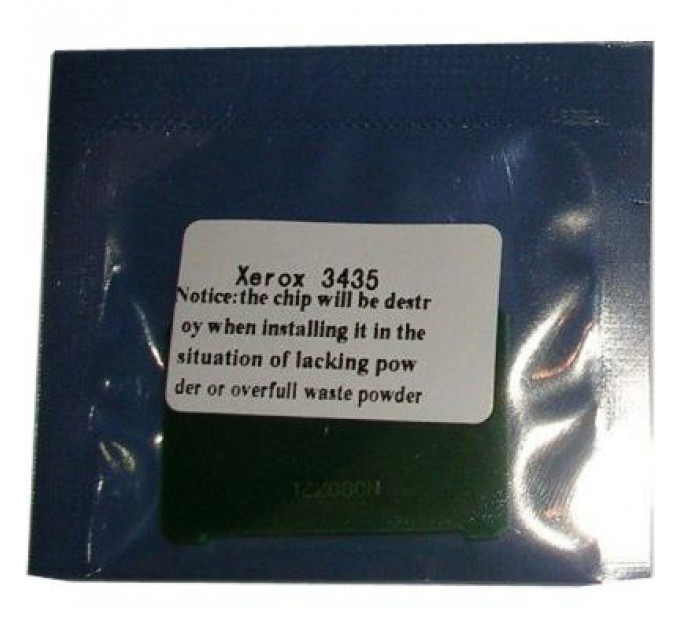 Xerox 3435
Notice:the chip will be destr
oy when installing it in the
situation of lacking pow
der or overfull waste powder